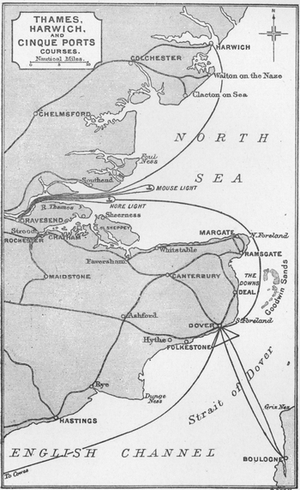 THAMES,
HARWICH,
AND
CINQUE PORTS
COURSES.
Nautical Miles.
N
HARWICH
COLCHESTER
Walton on the Naze
Clacton on Sea
CHELMSFORD
NORTH
SEA
Foul
Ness
Southend
MOUSE LIGHT
NORE LIGHT
R. Thames
GRAVESEND
Sheerness
I. SHEPPEY
Strood
ROCHESTER
CHATHAM
MARGATE
N. Foreland
RAMSGATE
Whitstable
Faversham
CANTERBURY
MAIDSTONE
THE
DOWNS
DEAL
Goodwin Sands
S. Foreland
Ashford
DOVER
Hythe
FOLKESTONE
Strait of Dover
Rye
Dunge
Ness
Gris Nez
HASTINGS
BOULOGNE
ENGLISH CHANNEL
To Cowes